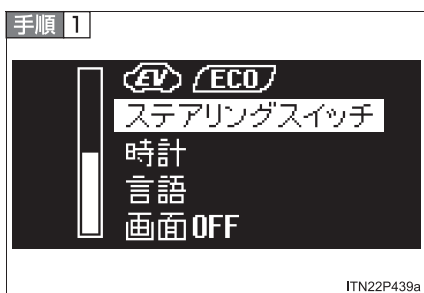 手順 1
EV ECO
ステアリングスイッチ
時計
言語
画面OFF
ITN22P439a